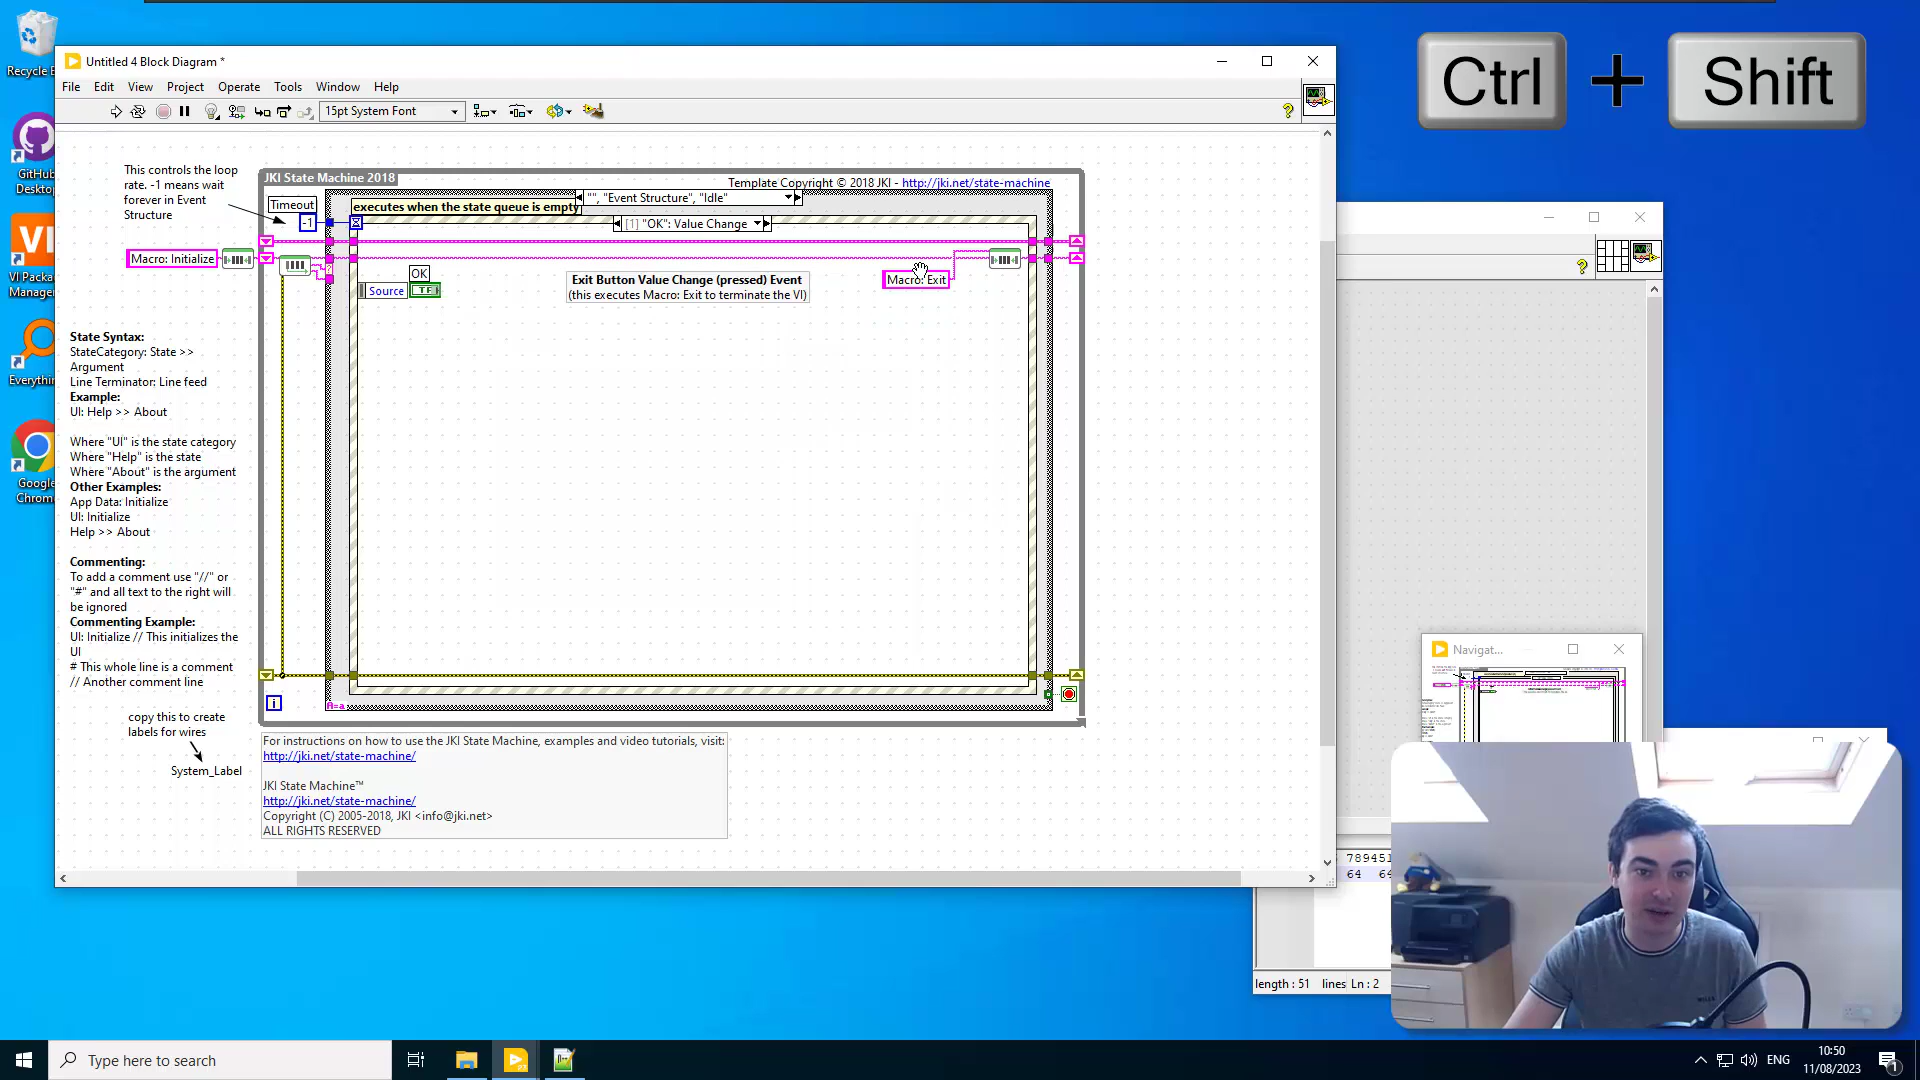 Recycle B
GitHub
Deskto
VI
VI Packa
Manager
Everythin
Google
Chrom
Untitled 4 Block Diagram *
File Edit View Project Operate Tools Window Help
15pt System Font
This controls the loop
rate. -1 means wait
forever in Event
Structure
JKI State Machine 2018
Template Copyright © 2018 JKI - http://jki.net/state-machine
Timeout
-1
executes when the state queue is empty
"", "Event Structure", "Idle"
[1] "OK": Value Change
Macro: Initialize
OK
Source
TF
Exit Button Value Change (pressed) Event
(this executes Macro: Exit to terminate the VI)
Macro: Exit
State Syntax:
StateCategory: State >>
Argument
Line Terminator: Line feed
Example:
UI: Help >> About
Where "UI" is the state category
Where "Help" is the state
Where "About" is the argument
Other Examples:
App Data: Initialize
UI: Initialize
Help >> About
Commenting:
To add a comment use "//" or
"#" and all text to the right will
be ignored
Commenting Example:
UI: Initialize // This initializes the
UI
# This whole line is a comment
// Another comment line
copy this to create
labels for wires
System_Label
i
A=a
For instructions on how to use the JKI State Machine, examples and video tutorials, visit:
http://jki.net/state-machine/
JKI State Machine™
http://jki.net/state-machine/
Copyright (C) 2005-2018, JKI <info@jki.net>
ALL RIGHTS RESERVED
Ctrl + Shift
Navigat...
789451
64 64
length : 51 lines Ln : 2
Type here to search
ENG
10:50
11/08/2023
1